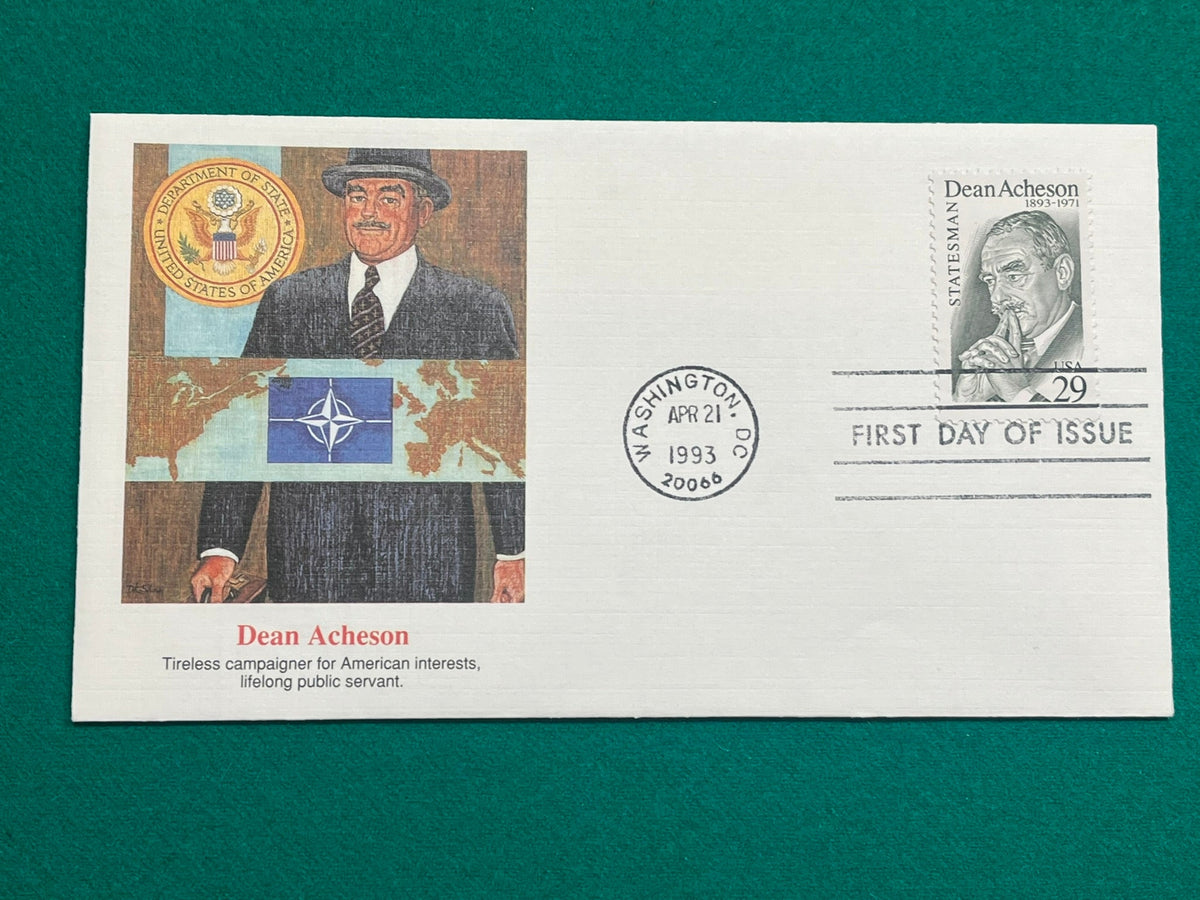 DEPARTMENT OF STATE
UNITED STATES OF AMERICA
Dean Acheson
Tireless campaigner for American interests,
lifelong public servant.
WASHINGTON, DC
APR 21
1993
20066
Dean Acheson
1893-1971
STATESMAN
USA
29
FIRST DAY OF ISSUE